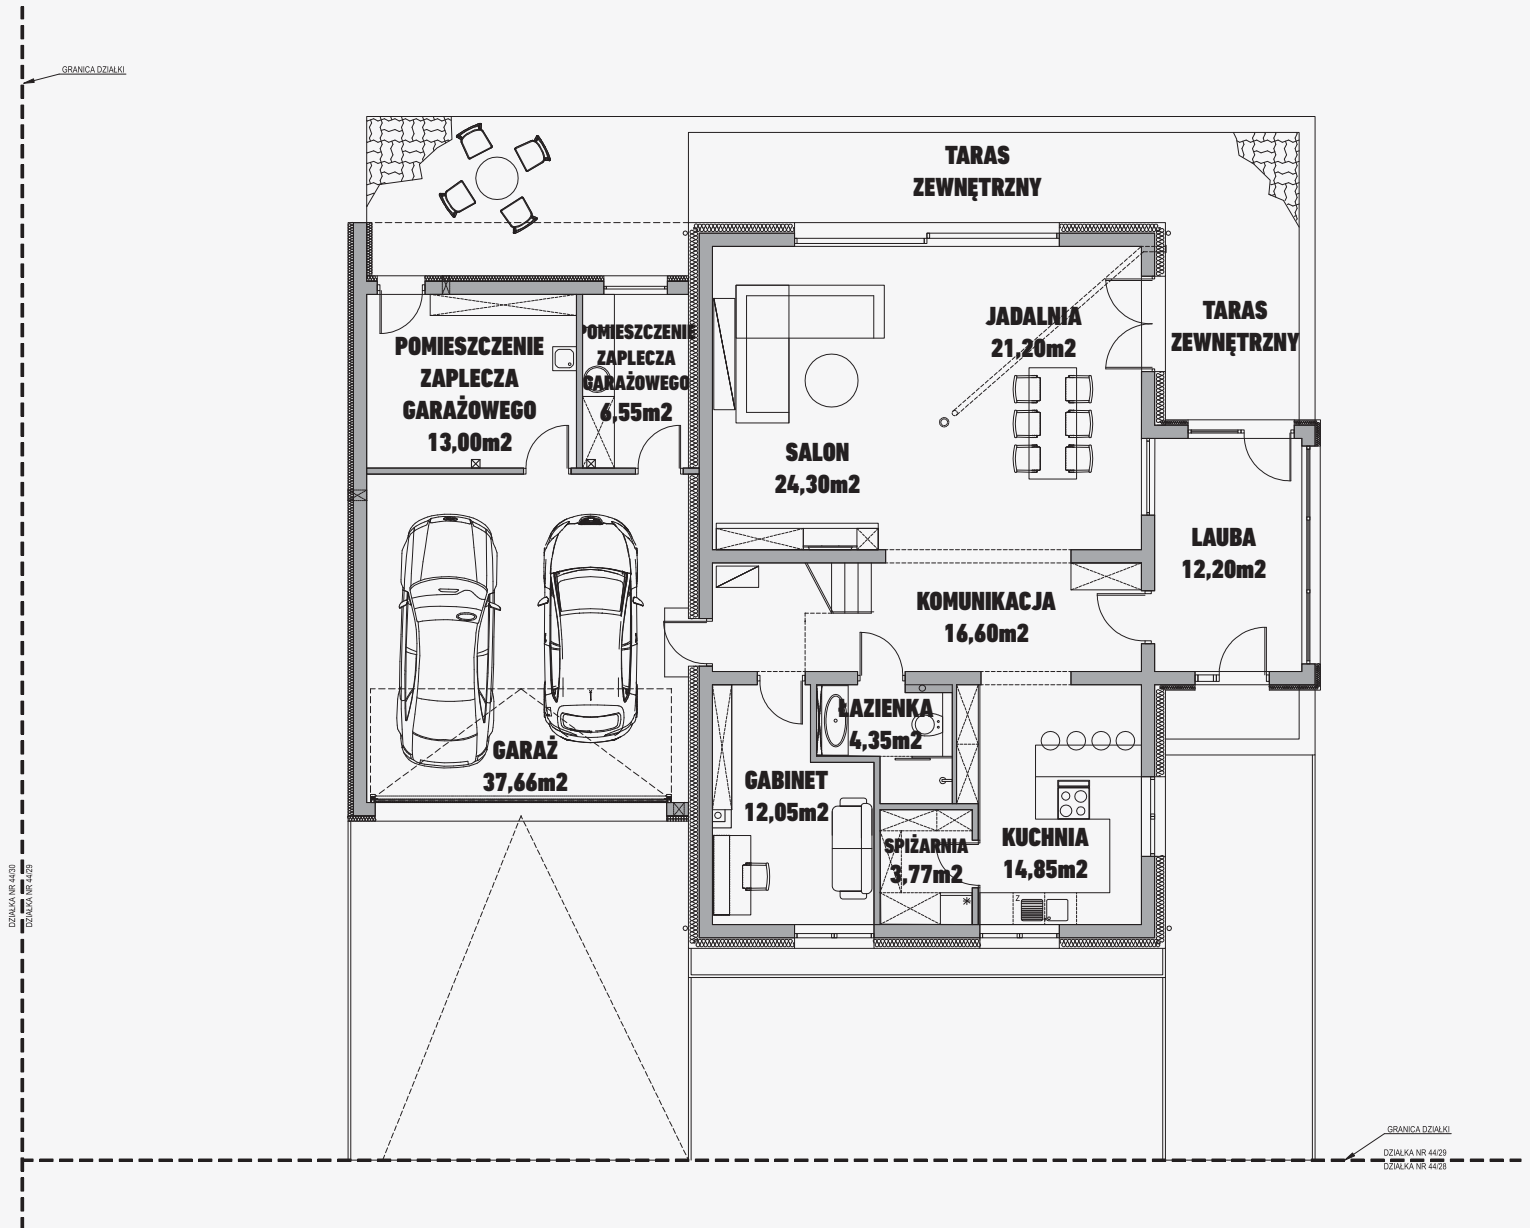 GRANICA DZIAŁKI
TARAS
ZEWNĘTRZNY
POMIESZCZENIE
ZAPLECZA
GARAŻOWEGO
13,00m2
POMIESZCZENIE
ZAPLECZA
GARAŻOWEGO
6,55m2
JADALNIA
21,20m2
TARAS
ZEWNĘTRZNY
SALON
24,30m2
LAUBA
12,20m2
KOMUNIKACJA
16,60m2
ŁAZIENKA
4,35m2
GARAŻ
37,66m2
GABINET
12,05m2
SPIŻARNIA
3,77m2
KUCHNIA
14,85m2
Z
DZIAŁKA NR 44/30
DZIAŁKA NR 44/29
GRANICA DZIAŁKI
DZIAŁKA NR 44/29
DZIAŁKA NR 44/28